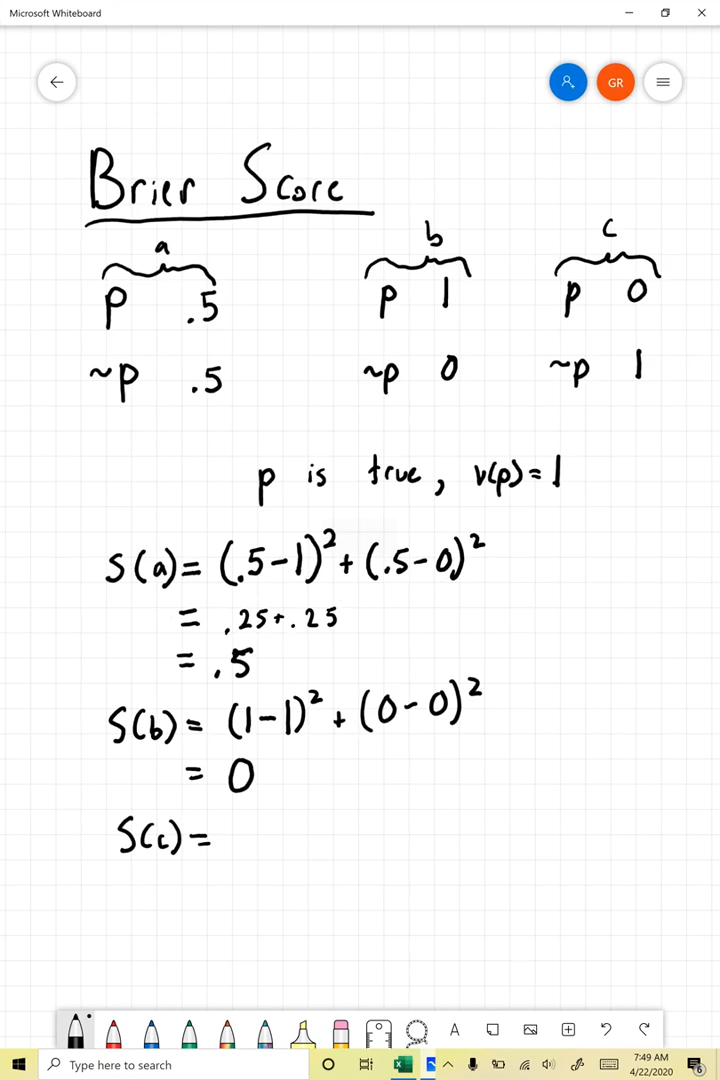 Microsoft Whiteboard
GR
Brier Score
a b c
p .5 p 1 p 0
~p .5 ~p 0 ~p 1
p is true, v(p)=1
S(a)= (.5-1)²+(.5-0)²
= .25+.25
= .5
S(b)= (1-1)²+(0-0)²
= 0
S(c)=
A
Type here to search
7:49 AM
4/22/2020
6